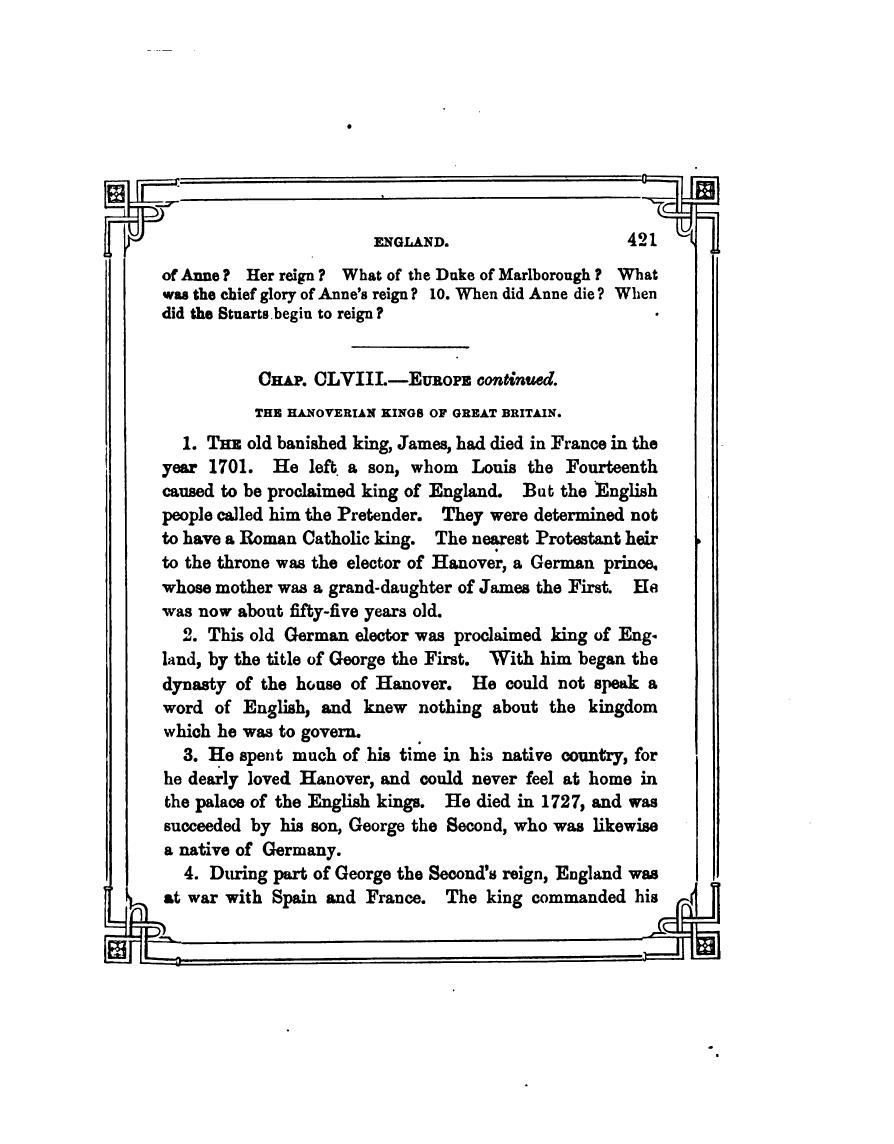 ENGLAND. 421
of Anne? Her reign? What of the Duke of Marlborough? What
was the chief glory of Anne's reign? 10. When did Anne die? When
did the Stuarts begin to reign?
CHAP. CLVIII.—EUROPE continued.
THE HANOVERIAN KINGS OF GREAT BRITAIN.
1. THE old banished king, James, had died in France in the
year 1701. He left a son, whom Louis the Fourteenth
caused to be proclaimed king of England. But the English
people called him the Pretender. They were determined not
to have a Roman Catholic king. The nearest Protestant heir
to the throne was the elector of Hanover, a German prince,
whose mother was a grand-daughter of James the First. He
was now about fifty-five years old.
2. This old German elector was proclaimed king of Eng-
land, by the title of George the First. With him began the
dynasty of the house of Hanover. He could not speak a
word of English, and knew nothing about the kingdom
which he was to govern.
3. He spent much of his time in his native country, for
he dearly loved Hanover, and could never feel at home in
the palace of the English kings. He died in 1727, and was
succeeded by his son, George the Second, who was likewise
a native of Germany.
4. During part of George the Second's reign, England was
at war with Spain and France. The king commanded his